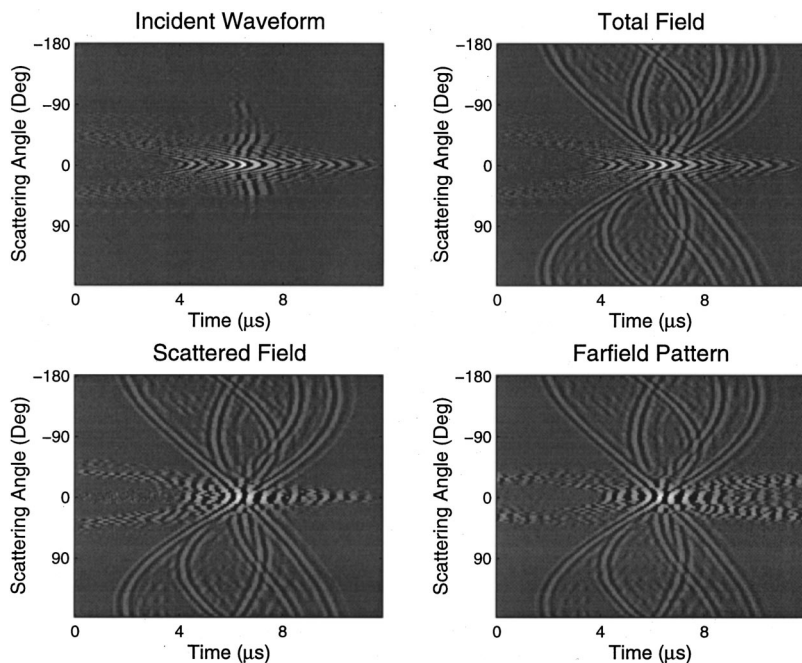 Incident Waveform
Scattering Angle (Deg)
-180
-90
0
90
0
4
8
Time (μs)
Total Field
Scattering Angle (Deg)
-180
-90
0
90
0
4
8
Time (μs)
Scattered Field
Scattering Angle (Deg)
-180
-90
0
90
0
4
8
Time (μs)
Farfield Pattern
Scattering Angle (Deg)
-180
-90
0
90
0
4
8
Time (μs)